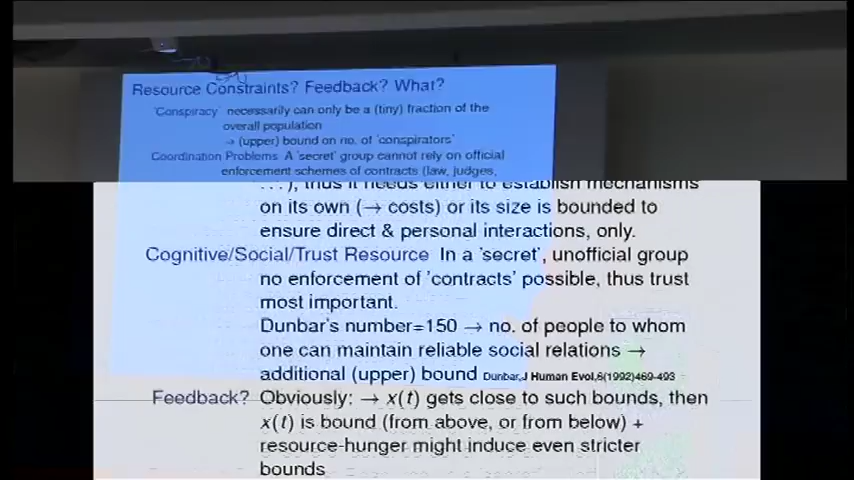 Resource Constraints? Feedback? What?
'Conspiracy' necessarily can only be a (tiny) fraction of the
overall population
→ (upper) bound on no. of 'conspirators'
Coordination Problems A 'secret' group cannot rely on official
enforcement schemes of contracts (law, judges,
...), thus it needs either to establish mechanisms
on its own (→ costs) or its size is bounded to
ensure direct & personal interactions, only.
Cognitive/Social/Trust Resource In a 'secret', unofficial group
no enforcement of 'contracts' possible, thus trust
most important.
Dunbar's number=150 → no. of people to whom
one can maintain reliable social relations →
additional (upper) bound Dunbar,J Human Evol,6(1992)469-493
Feedback? Obviously: → x(t) gets close to such bounds, then
x(t) is bound (from above, or from below) +
resource-hunger might induce even stricter
bounds